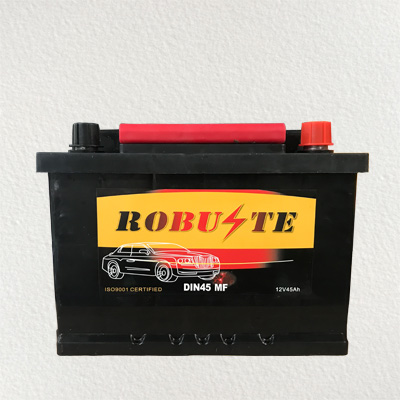 ROBUSTE
DIN45 MF
ISO9001 CERTIFIED
12V45Ah